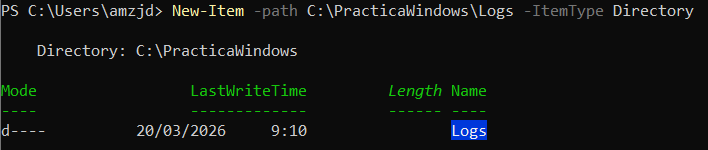 PS C:\Users\amzjd> New-Item -path C:\PracticaWindows\Logs -ItemType Directory
Directory: C:\PracticaWindows
Mode LastWriteTime Length Name
---- ------------- ------ ----
d---- 20/03/2026 9:10 Logs